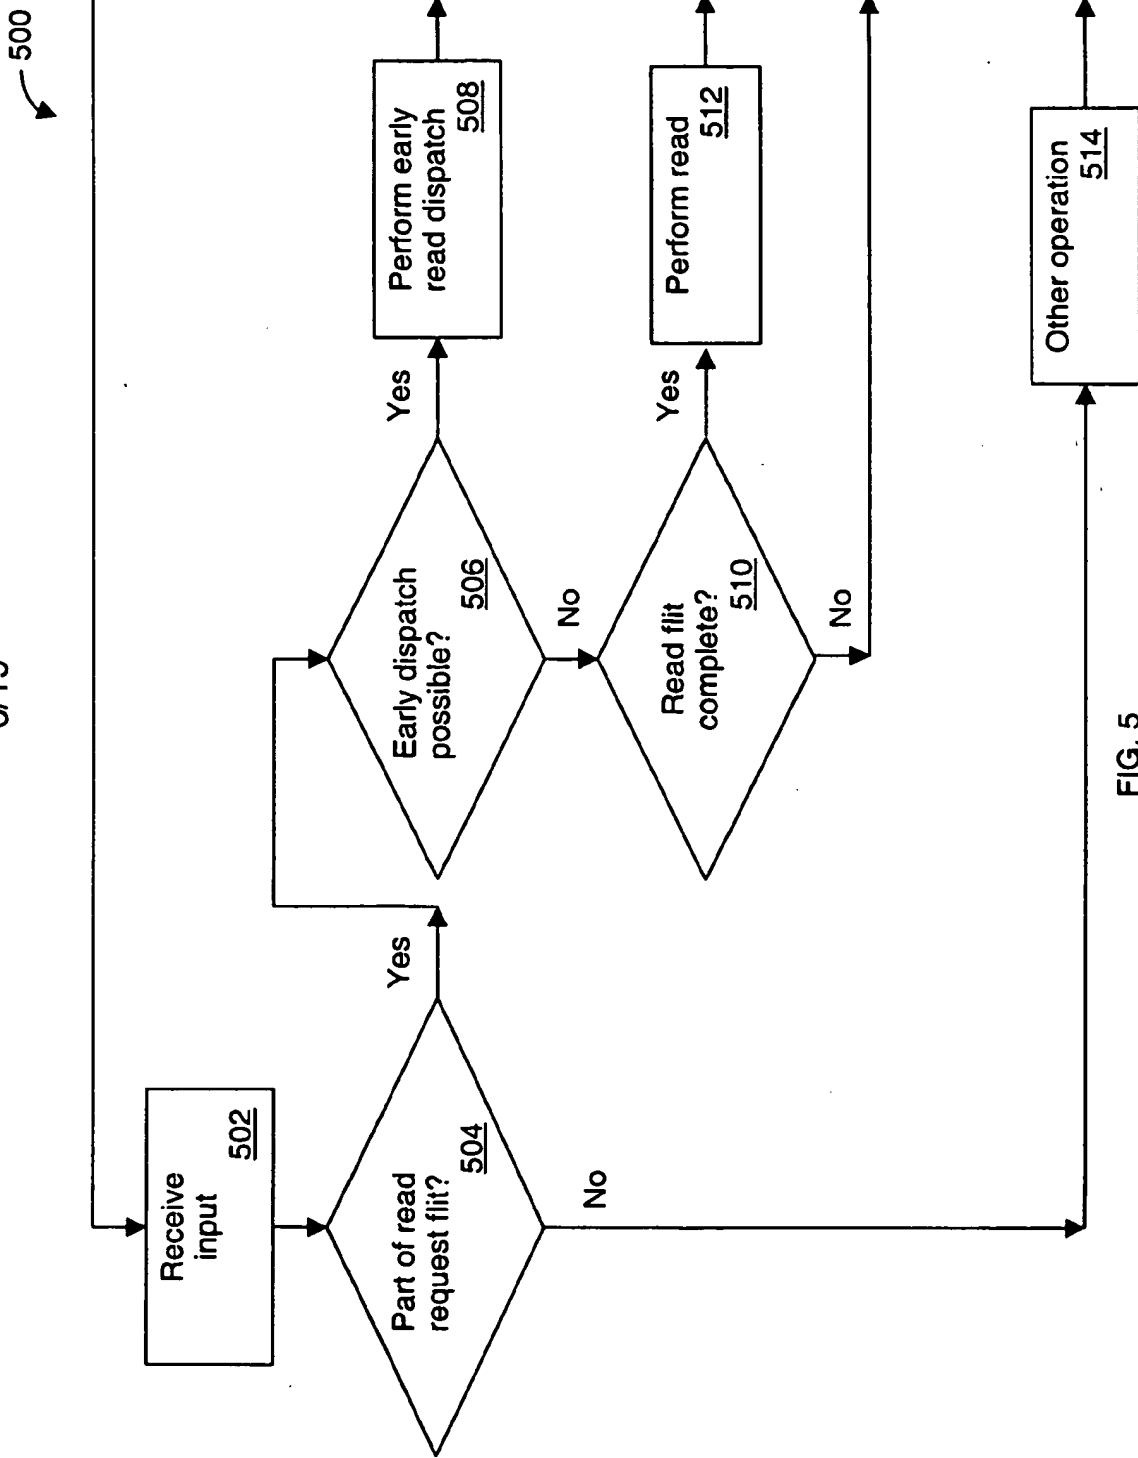 500
Receive
input
502
Part of read
request flit?
504
Yes
No
Early dispatch
possible?
506
Yes
No
Perform early
read dispatch
508
Read flit
complete?
510
Yes
No
Perform read
512
Other operation
514
FIG. 5